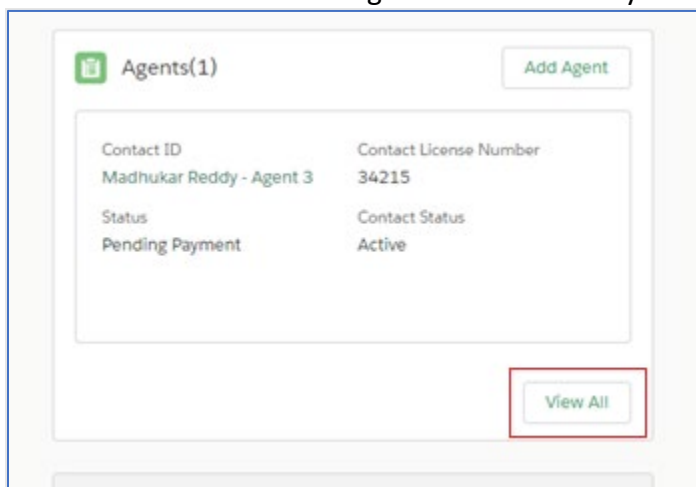 Agents(1)
Add Agent
Contact ID
Contact License Number
Madhukar Reddy - Agent 3
34215
Status
Contact Status
Pending Payment
Active
View All